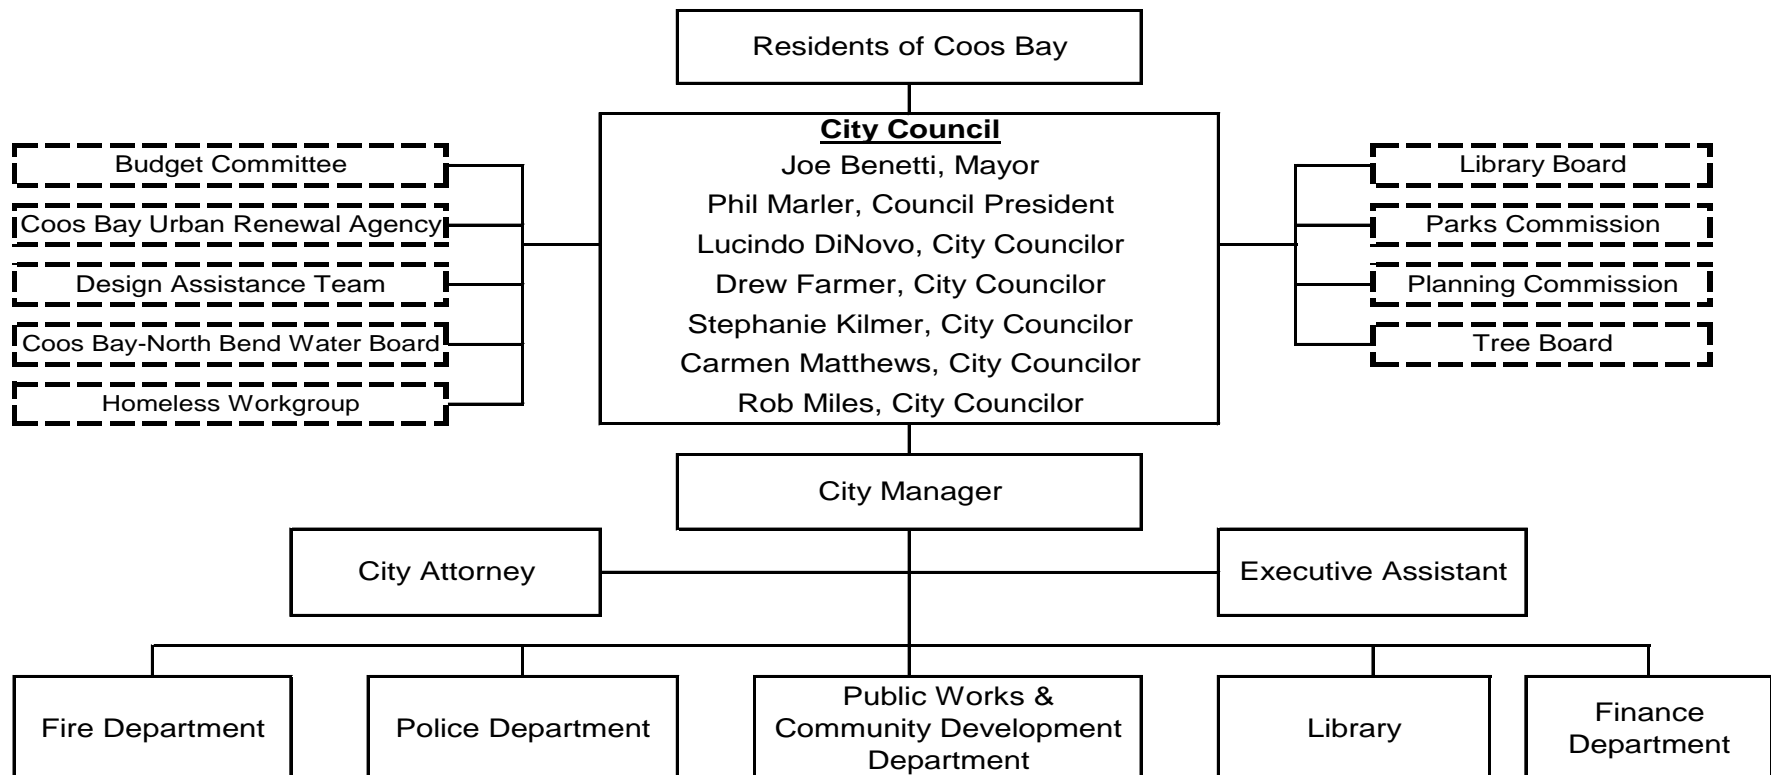 Residents of Coos Bay
City Council
Joe Benetti, Mayor
Phil Marler, Council President
Lucindo DiNovo, City Councilor
Drew Farmer, City Councilor
Stephanie Kilmer, City Councilor
Carmen Matthews, City Councilor
Rob Miles, City Councilor
Budget Committee
Coos Bay Urban Renewal Agency
Design Assistance Team
Coos Bay-North Bend Water Board
Homeless Workgroup
Library Board
Parks Commission
Planning Commission
Tree Board
City Manager
City Attorney
Executive Assistant
Fire Department
Police Department
Public Works &
Community Development
Department
Library
Finance
Department